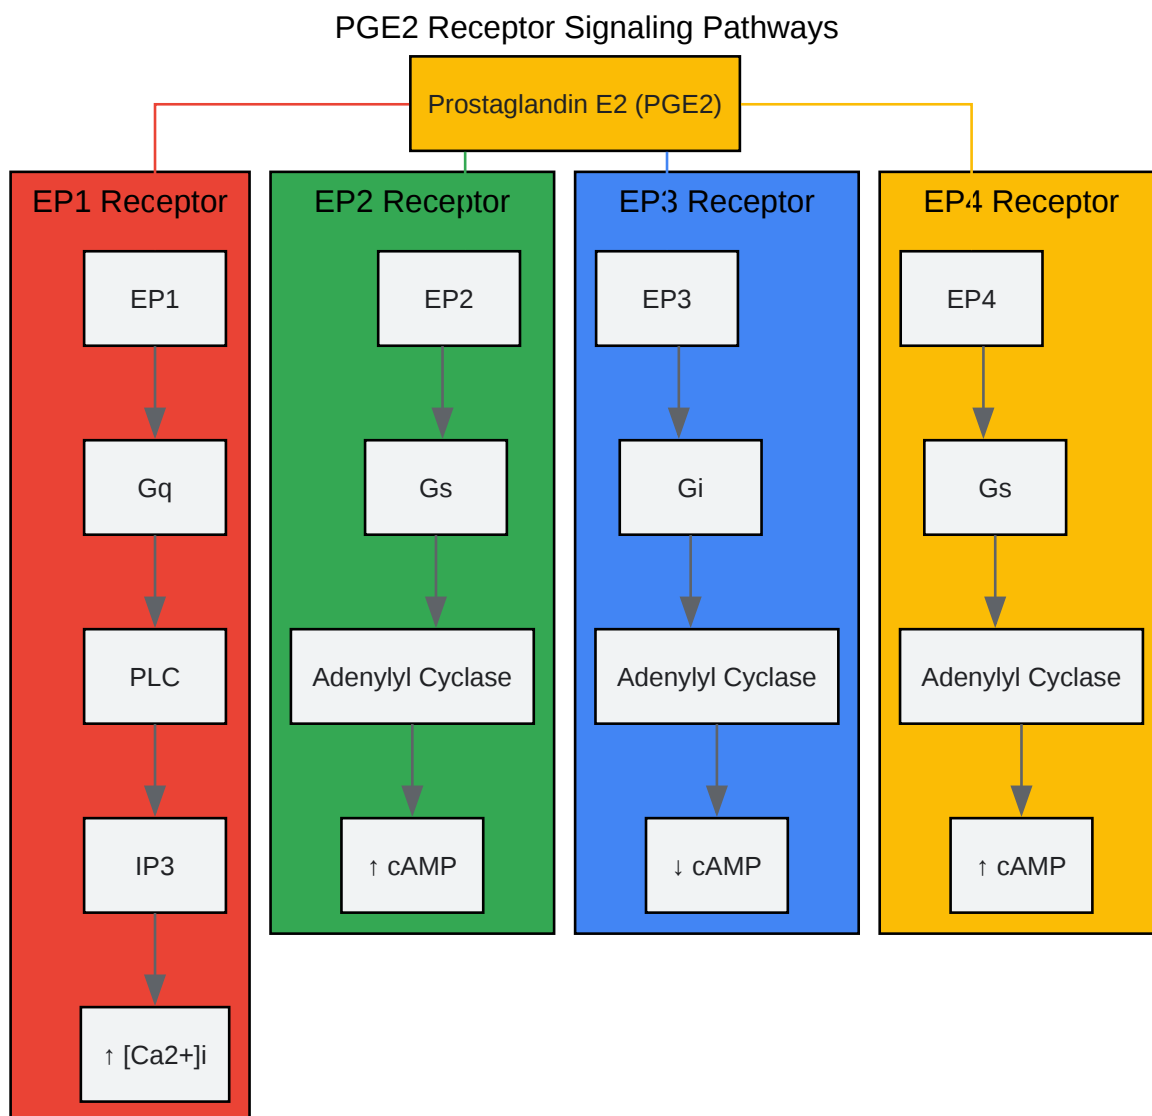 PGE2 Receptor Signaling Pathways
Prostaglandin E2 (PGE2)
EP1 Receptor
EP1
Gq
PLC
IP3
↑ [Ca2+]i
EP2 Receptor
EP2
Gs
Adenylyl Cyclase
↑ cAMP
EP3 Receptor
EP3
Gi
Adenylyl Cyclase
↓ cAMP
EP4 Receptor
EP4
Gs
Adenylyl Cyclase
↑ cAMP